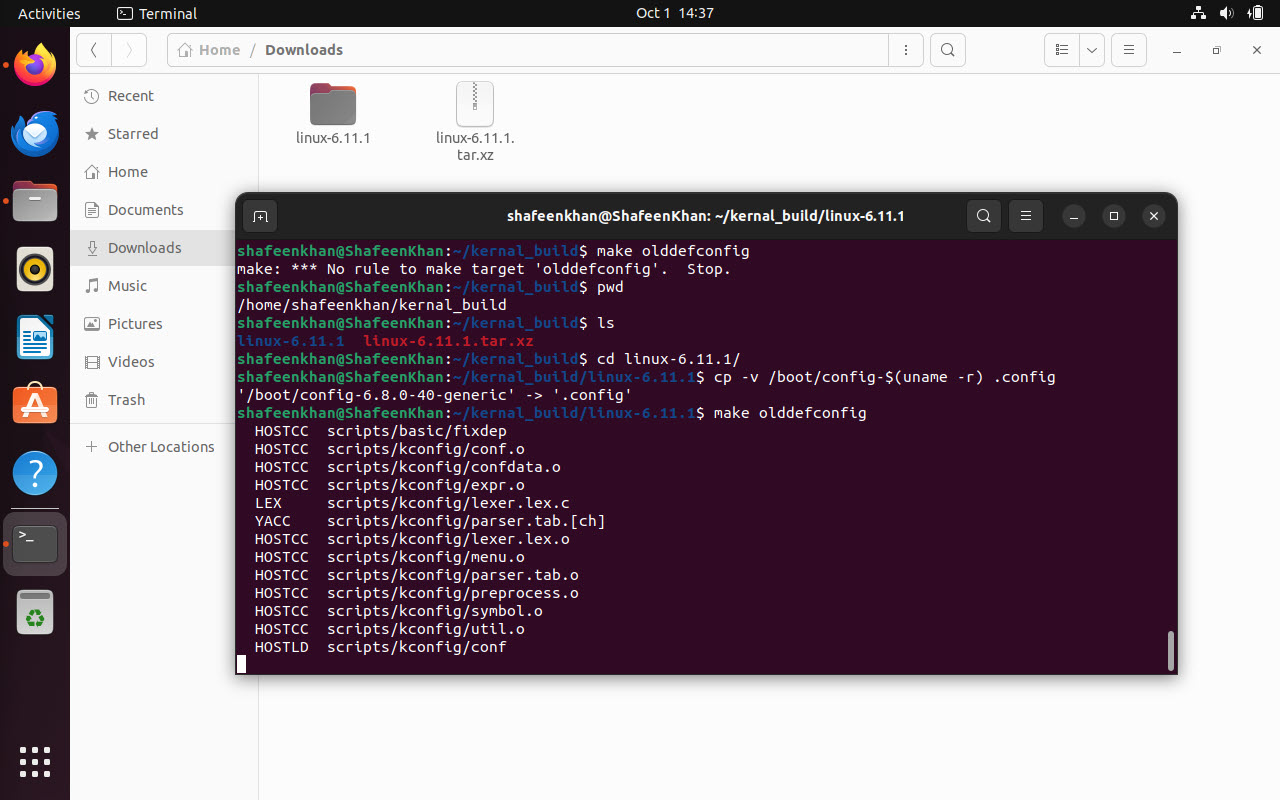 Activities Terminal Oct 1 14:37
Home / Downloads
Recent
Starred
Home
Documents
Downloads
Music
Pictures
Videos
Trash
Other Locations
linux-6.11.1
linux-6.11.1.
tar.xz
shafeenkhan@ShafeenKhan: ~/kernal_build/linux-6.11.1
shafeenkhan@ShafeenKhan:~/kernal_build$ make olddefconfig
make: *** No rule to make target 'olddefconfig'.  Stop.
shafeenkhan@ShafeenKhan:~/kernal_build$ pwd
/home/shafeenkhan/kernal_build
shafeenkhan@ShafeenKhan:~/kernal_build$ ls
linux-6.11.1  linux-6.11.1.tar.xz
shafeenkhan@ShafeenKhan:~/kernal_build$ cd linux-6.11.1/
shafeenkhan@ShafeenKhan:~/kernal_build/linux-6.11.1$ cp -v /boot/config-$(uname -r) .config
'/boot/config-6.8.0-40-generic' -> '.config'
shafeenkhan@ShafeenKhan:~/kernal_build/linux-6.11.1$ make olddefconfig
  HOSTCC  scripts/basic/fixdep
  HOSTCC  scripts/kconfig/conf.o
  HOSTCC  scripts/kconfig/confdata.o
  HOSTCC  scripts/kconfig/expr.o
  LEX     scripts/kconfig/lexer.lex.c
  YACC    scripts/kconfig/parser.tab.[ch]
  HOSTCC  scripts/kconfig/lexer.lex.o
  HOSTCC  scripts/kconfig/menu.o
  HOSTCC  scripts/kconfig/parser.tab.o
  HOSTCC  scripts/kconfig/preprocess.o
  HOSTCC  scripts/kconfig/symbol.o
  HOSTCC  scripts/kconfig/util.o
  HOSTLD  scripts/kconfig/conf